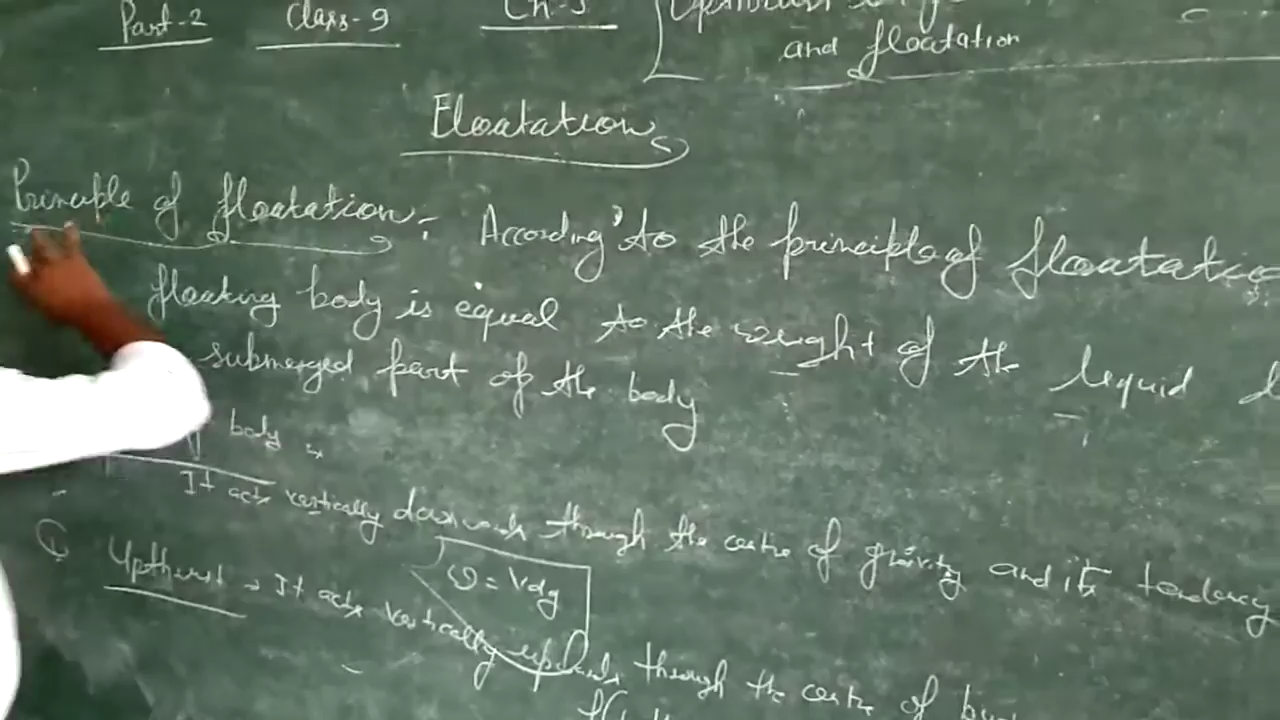 Part-2 Class-9 Ch-5
and floatation
Floatation
Principle of floatation:- According to the principle of floatatio
floating body is equal to the weight of the liquid d
submerged part of the body
body :-
It acts vertically downwards through the centre of gravity and its tendency
Upthrust → It acts vertically upwards through the centre of
W = Vdg